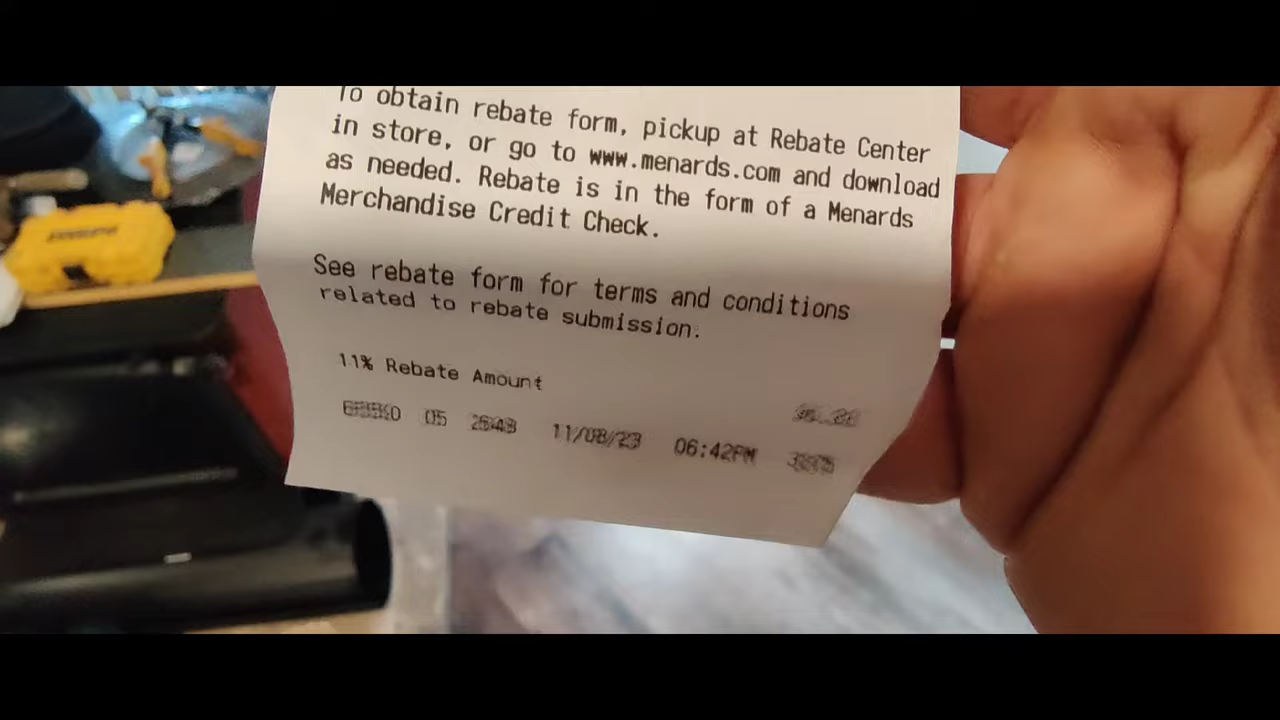 To obtain rebate form, pickup at Rebate Center
in store, or go to www.menards.com and download
as needed. Rebate is in the form of a Menards
Merchandise Credit Check.
See rebate form for terms and conditions
related to rebate submission.
11% Rebate Amount
05 11/08/23 06:42PM